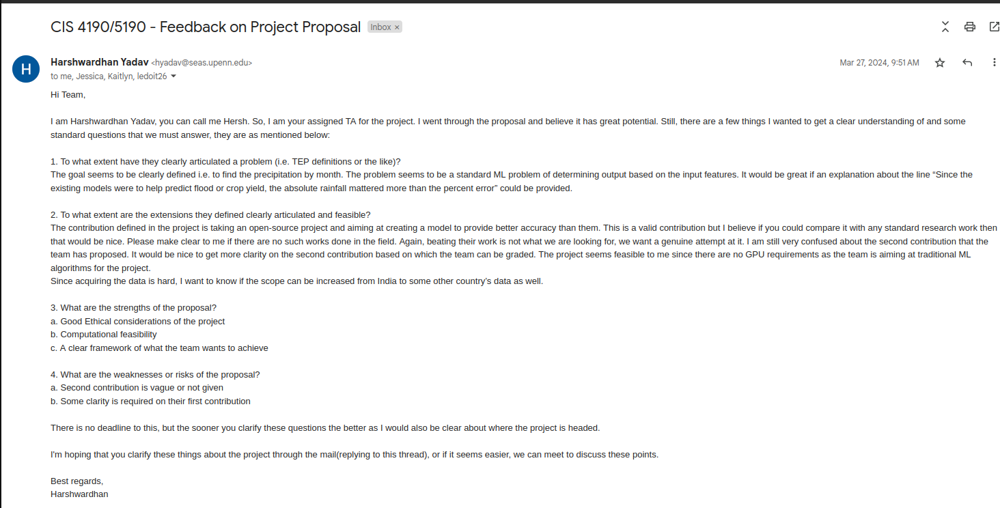 CIS 4190/5190 - Feedback on Project Proposal Inbox ×
H
Harshwardhan Yadav <hyadav@seas.upenn.edu> Mar 27, 2024, 9:51 AM
to me, Jessica, Kaitlyn, ledoit26
Hi Team,
I am Harshwardhan Yadav, you can call me Hersh. So, I am your assigned TA for the project. I went through the proposal and believe it has great potential. Still, there are a few things I wanted to get a clear understanding of and some
standard questions that we must answer, they are as mentioned below:
1. To what extent have they clearly articulated a problem (i.e. TEP definitions or the like)?
The goal seems to be clearly defined i.e. to find the precipitation by month. The problem seems to be a standard ML problem of determining output based on the input features. It would be great if an explanation about the line “Since the
existing models were to help predict flood or crop yield, the absolute rainfall mattered more than the percent error” could be provided.
2. To what extent are the extensions they defined clearly articulated and feasible?
The contribution defined in the project is taking an open-source project and aiming at creating a model to provide better accuracy than them. This is a valid contribution but I believe if you could compare it with any standard research work then
that would be nice. Please make clear to me if there are no such works done in the field. Again, beating their work is not what we are looking for, we want a genuine attempt at it. I am still very confused about the second contribution that the
team has proposed. It would be nice to get more clarity on the second contribution based on which the team can be graded. The project seems feasible to me since there are no GPU requirements as the team is aiming at traditional ML
algorithms for the project.
Since acquiring the data is hard, I want to know if the scope can be increased from India to some other country’s data as well.
3. What are the strengths of the proposal?
a. Good Ethical considerations of the project
b. Computational feasibility
c. A clear framework of what the team wants to achieve
4. What are the weaknesses or risks of the proposal?
a. Second contribution is vague or not given
b. Some clarity is required on their first contribution
There is no deadline to this, but the sooner you clarify these questions the better as I would also be clear about where the project is headed.
I'm hoping that you clarify these things about the project through the mail(replying to this thread), or if it seems easier, we can meet to discuss these points.
Best regards,
Harshwardhan